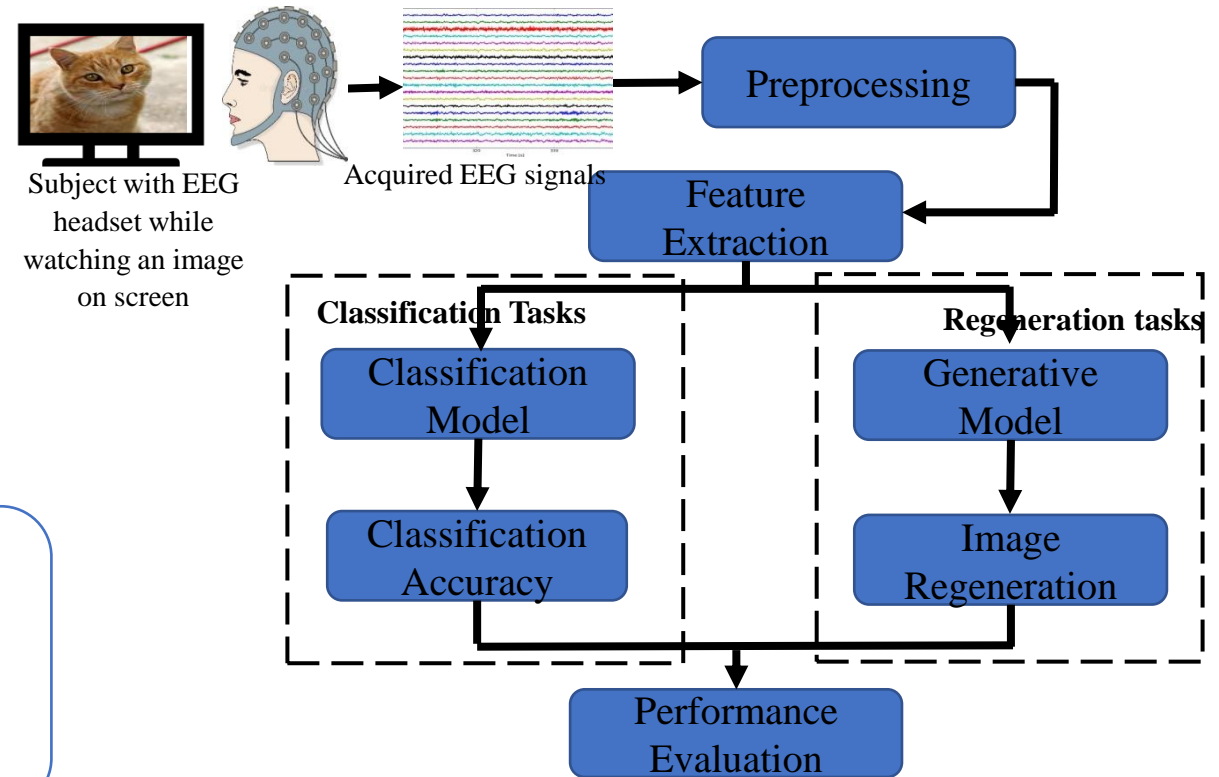 Preprocessing
Subject with EEG
headset while
watching an image
on screen
Acquired EEG signals
Time (s)
Feature
Extraction
Classification Tasks
Regeneration tasks
Classification
Model
Generative
Model
Classification
Accuracy
Image
Regeneration
Performance
Evaluation